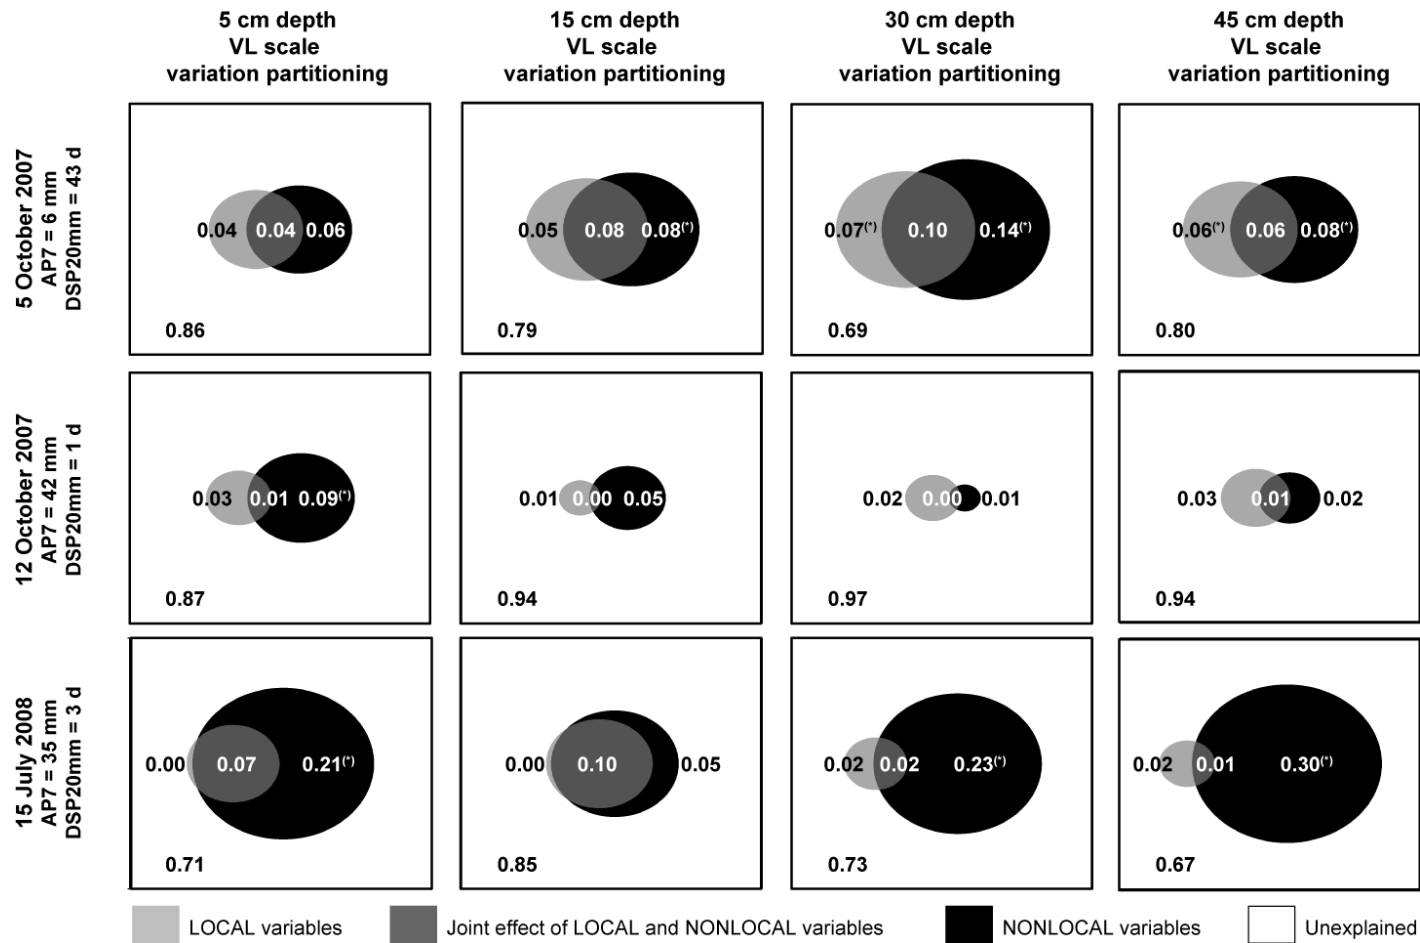 5 cm depth
VL scale
variation partitioning
15 cm depth
VL scale
variation partitioning
30 cm depth
VL scale
variation partitioning
45 cm depth
VL scale
variation partitioning
5 October 2007
AP7 = 6 mm
DSP20mm = 43 d
0.04 0.04 0.06
0.86
0.05 0.08 0.08(*)
0.79
0.07(*) 0.10 0.14(*)
0.69
0.06(*) 0.06 0.08(*)
0.80
12 October 2007
AP7 = 42 mm
DSP20mm = 1 d
0.03 0.01 0.09(*)
0.87
0.01 0.00 0.05
0.94
0.02 0.00 0.01
0.97
0.03 0.01 0.02
0.94
15 July 2008
AP7 = 35 mm
DSP20mm = 3 d
0.00 0.07 0.21(*)
0.71
0.00 0.10 0.05
0.85
0.02 0.02 0.23(*)
0.73
0.02 0.01 0.30(*)
0.67
LOCAL variables
Joint effect of LOCAL and NONLOCAL variables
NONLOCAL variables
Unexplained